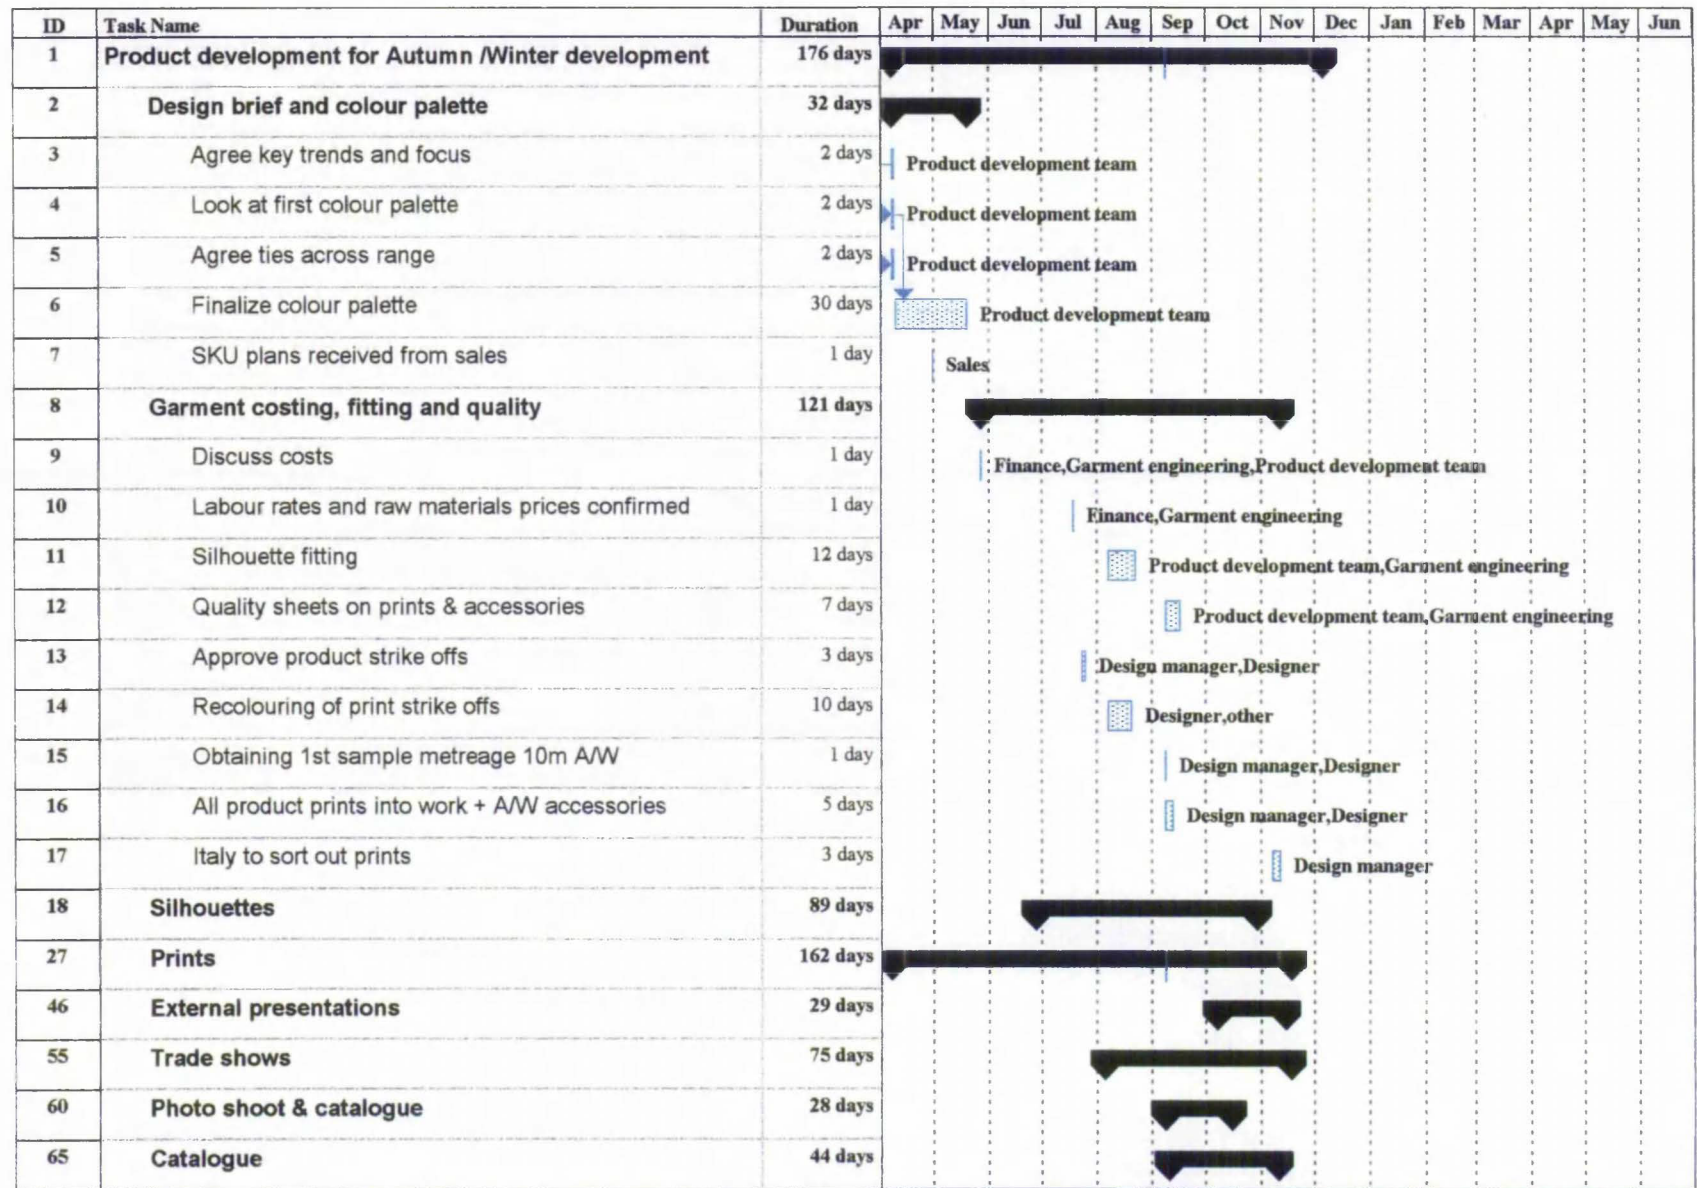 ID Task Name Duration Apr May Jun Jul Aug Sep Oct Nov Dec Jan Feb Mar Apr May Jun
1 Product development for Autumn /Winter development 176 days
2 Design brief and colour palette 32 days
3 Agree key trends and focus 2 days Product development team
4 Look at first colour palette 2 days Product development team
5 Agree ties across range 2 days Product development team
6 Finalize colour palette 30 days Product development team
7 SKU plans received from sales 1 day Sales
8 Garment costing, fitting and quality 121 days
9 Discuss costs 1 day Finance,Garment engineering,Product development team
10 Labour rates and raw materials prices confirmed 1 day Finance,Garment engineering
11 Silhouette fitting 12 days Product development team,Garment engineering
12 Quality sheets on prints & accessories 7 days Product development team,Garment engineering
13 Approve product strike offs 3 days Design manager,Designer
14 Recolouring of print strike offs 10 days Designer,other
15 Obtaining 1st sample metreage 10m A/W 1 day Design manager,Designer
16 All product prints into work + A/W accessories 5 days Design manager,Designer
17 Italy to sort out prints 3 days Design manager
18 Silhouettes 89 days
27 Prints 162 days
46 External presentations 29 days
55 Trade shows 75 days
60 Photo shoot & catalogue 28 days
65 Catalogue 44 days